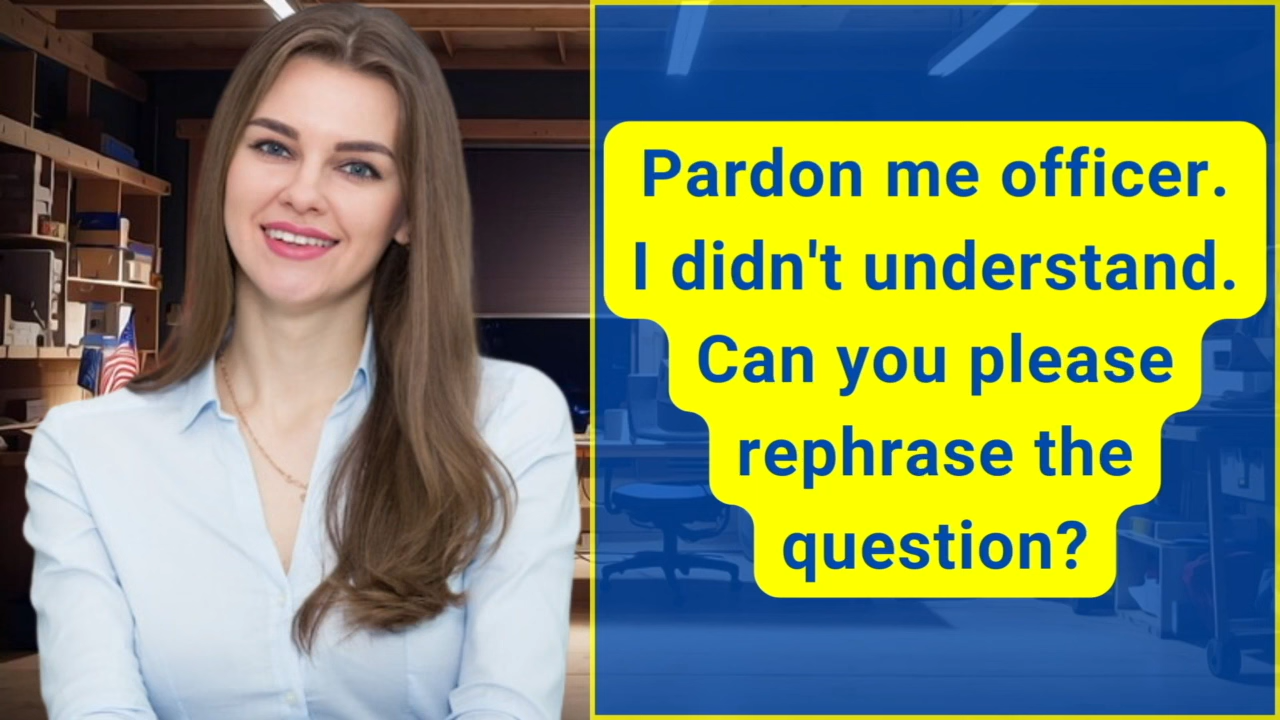 Pardon me officer.
I didn't understand.
Can you please
rephrase the
question?